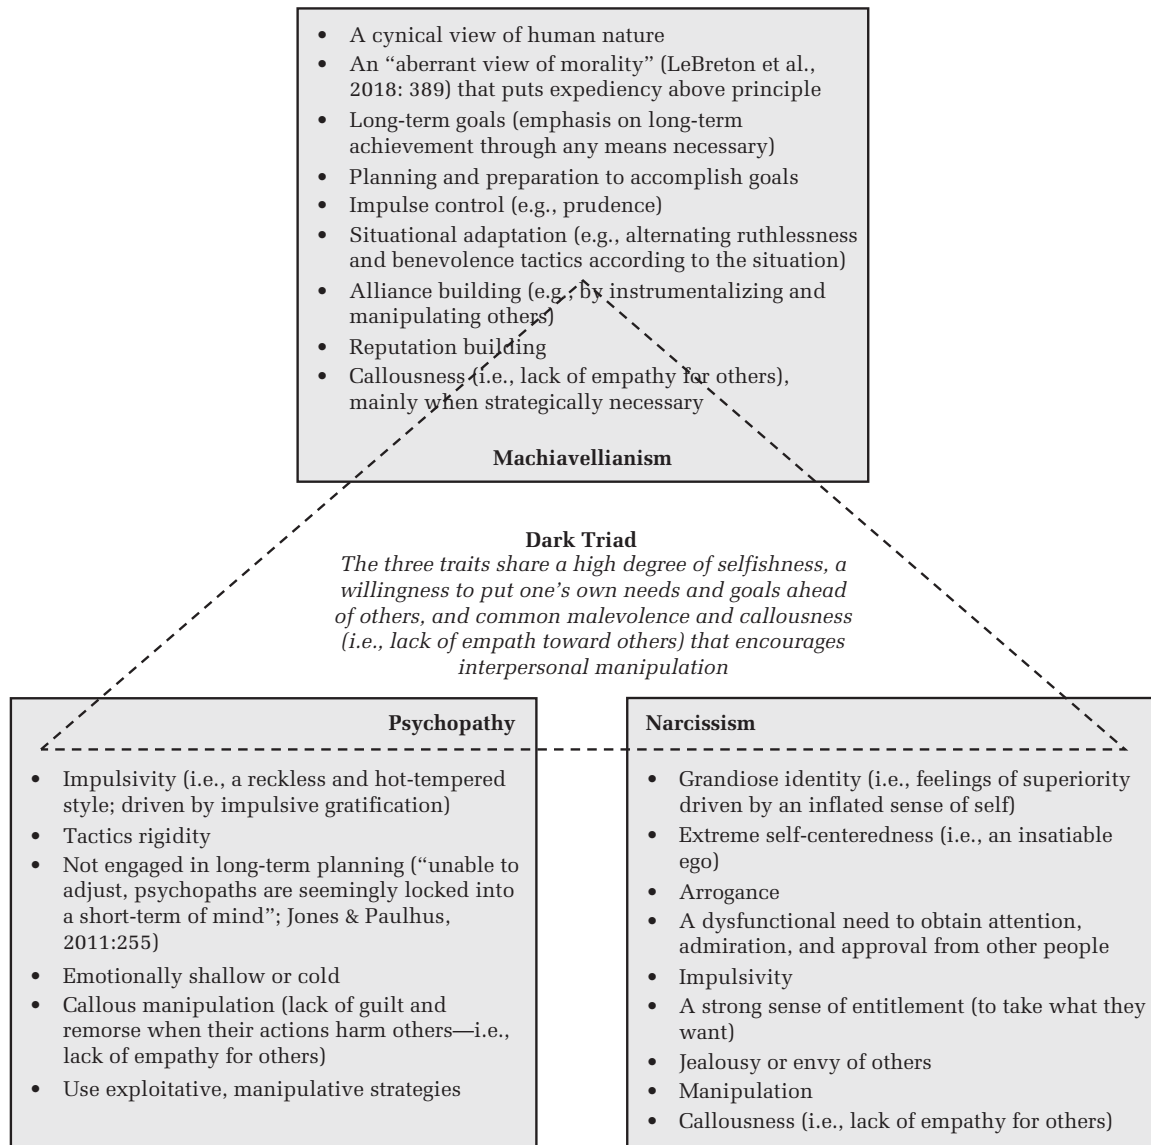 • A cynical view of human nature
• An “aberrant view of morality” (LeBreton et al.,
2018: 389) that puts expediency above principle
• Long-term goals (emphasis on long-term
achievement through any means necessary)
• Planning and preparation to accomplish goals
• Impulse control (e.g., prudence)
• Situational adaptation (e.g., alternating ruthlessness
and benevolence tactics according to the situation)
• Alliance building (e.g., by instrumentalizing and
manipulating others)
• Reputation building
• Callousness (i.e., lack of empathy for others),
mainly when strategically necessary
Machiavellianism
Dark Triad
The three traits share a high degree of selfishness, a
willingness to put one’s own needs and goals ahead
of others, and common malevolence and callousness
(i.e., lack of empath toward others) that encourages
interpersonal manipulation
Psychopathy
• Impulsivity (i.e., a reckless and hot-tempered
style; driven by impulsive gratification)
• Tactics rigidity
• Not engaged in long-term planning (“unable to
adjust, psychopaths are seemingly locked into
a short-term of mind”; Jones & Paulhus,
2011:255)
• Emotionally shallow or cold
• Callous manipulation (lack of guilt and
remorse when their actions harm others—i.e.,
lack of empathy for others)
• Use exploitative, manipulative strategies
Narcissism
• Grandiose identity (i.e., feelings of superiority
driven by an inflated sense of self)
• Extreme self-centeredness (i.e., an insatiable
ego)
• Arrogance
• A dysfunctional need to obtain attention,
admiration, and approval from other people
• Impulsivity
• A strong sense of entitlement (to take what they
want)
• Jealousy or envy of others
• Manipulation
• Callousness (i.e., lack of empathy for others)